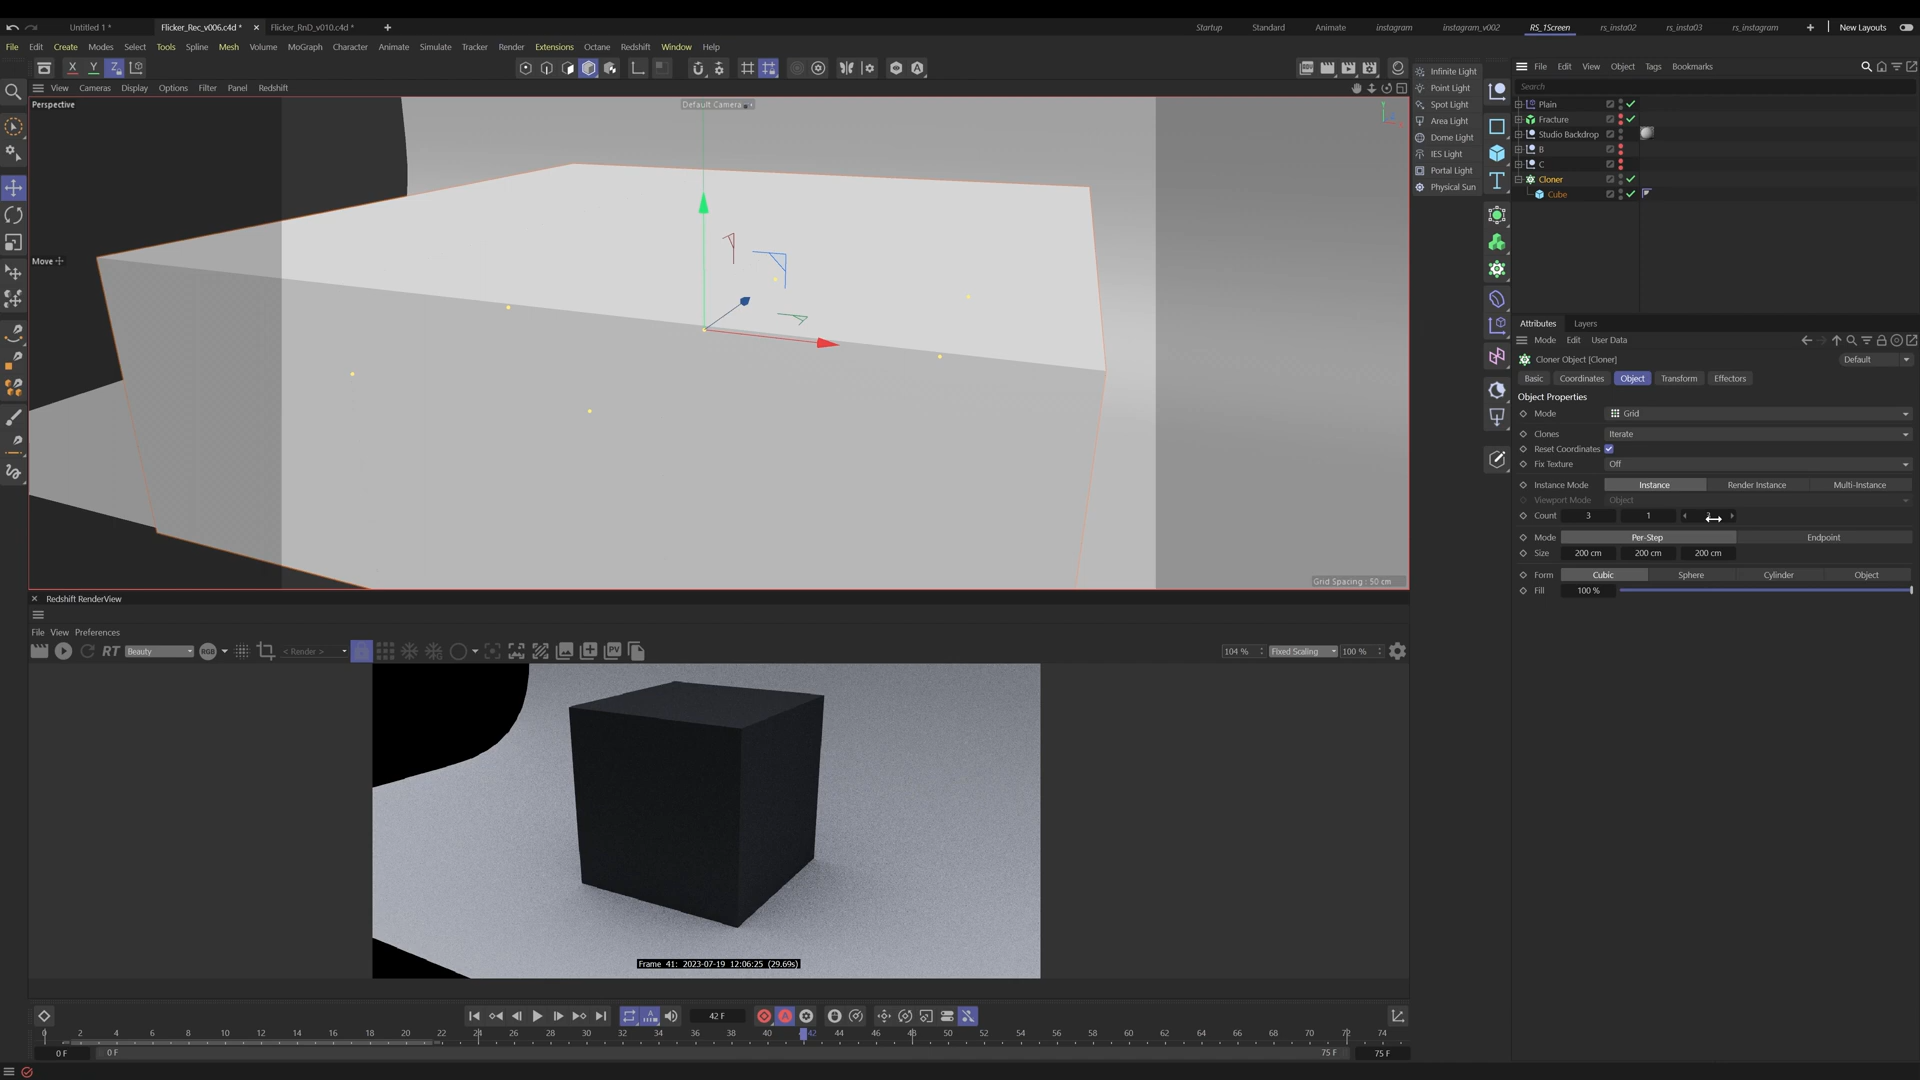 Untitled 1 *
Flicker_Rec_v006.c4d *
Flicker_RnD_v010.c4d *
Startup
Standard
Animate
instagram
instagram_v002
RS_1Screen
rs_insta02
rs_insta03
rs_instagram
New Layouts
File Edit Create Modes Select Tools Spline Mesh Volume MoGraph Character Animate Simulate Tracker Render Extensions Octane Redshift Window Help
X Y Z
View Cameras Display Options Filter Panel Redshift
Perspective
Default Camera
Y
Move
Grid Spacing : 50 cm
Infinite Light
Point Light
Spot Light
Area Light
Dome Light
IES Light
Portal Light
Physical Sun
File Edit View Object Tags Bookmarks
Search
Plain
Fracture
Studio Backdrop
B
C
Cloner
Cube
Attributes Layers
Mode Edit User Data
Cloner Object [Cloner]
Default
Basic Coordinates Object Transform Effectors
Object Properties
Mode Grid
Clones Iterate
Reset Coordinates
Fix Texture Off
Instance Mode Instance Render Instance Multi-Instance
Viewport Mode Object
Count 3 1
Mode Per-Step Endpoint
Size 200 cm 200 cm 200 cm
Form Cubic Sphere Cylinder Object
Fill 100 %
Redshift RenderView
File View Preferences
RT Beauty RGB < Render > PV 104 % Fixed Scaling 100 %
Frame 41: 2023-07-19 12:06:25 (29.69s)
42 F
0 2 4 6 8 10 12 14 16 18 20 22 24 26 28 30 32 34 36 38 40 42 44 46 48 50 52 54 56 58 60 62 64 66 68 70 72 74
0 F 0 F 75 F 75 F